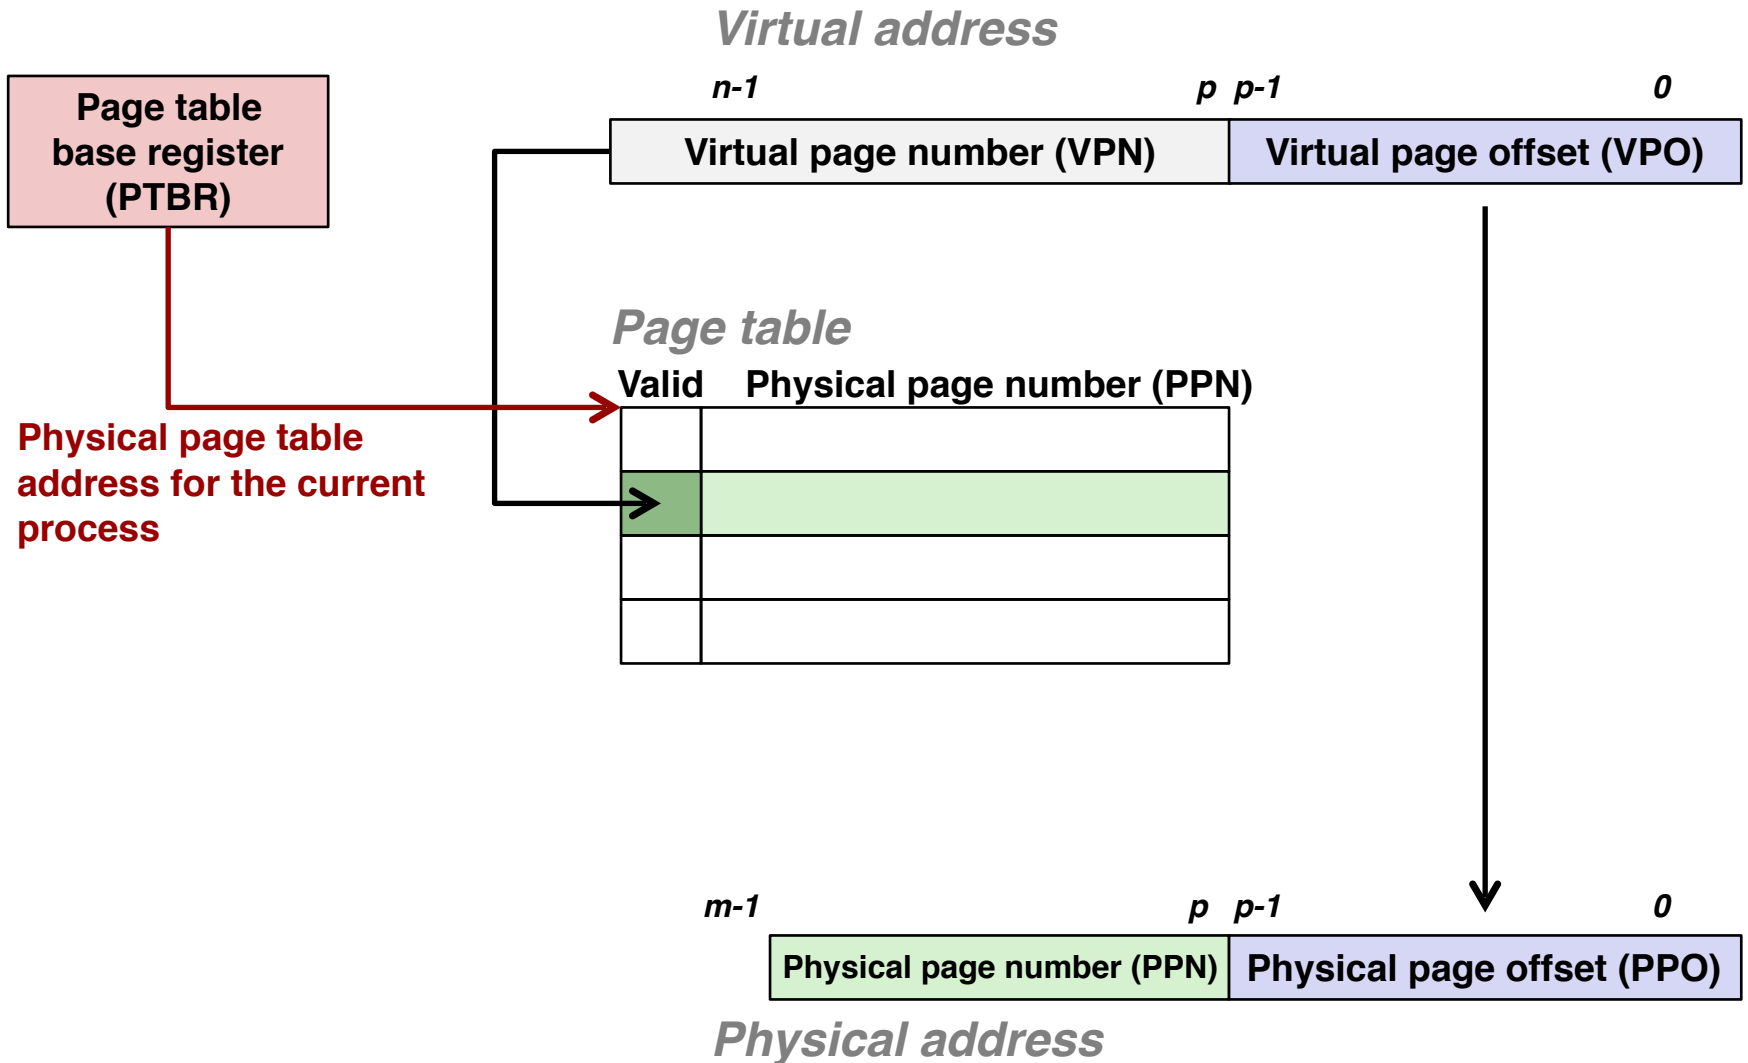 Virtual address
n-1 p p-1 0
Page table
base register
(PTBR)
Virtual page number (VPN) Virtual page offset (VPO)
Page table
Valid Physical page number (PPN)
Physical page table
address for the current
process
m-1 p p-1 0
Physical page number (PPN) Physical page offset (PPO)
Physical address